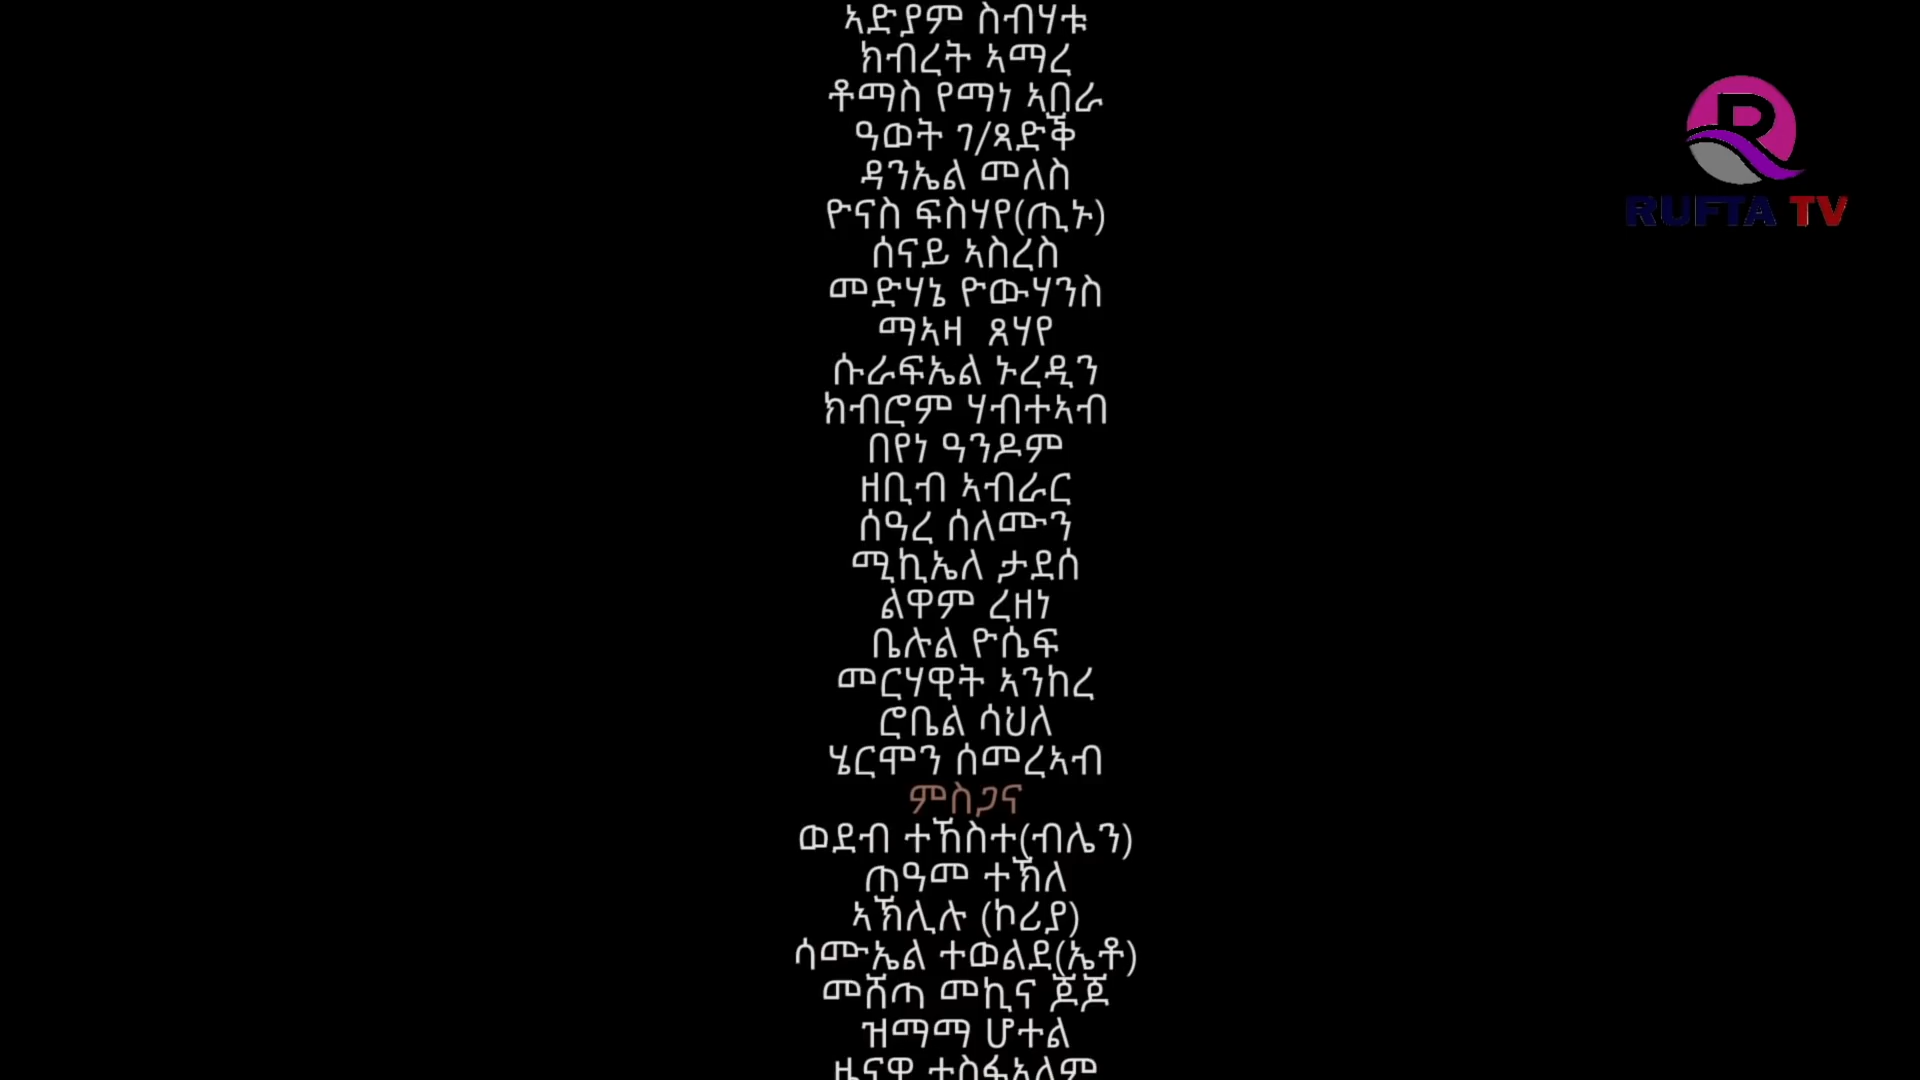 ኣድያም ስብሃቱ
ክብረት ኣማረ
ቶማስ የማነ ኣበራ
ዓወት ገ/ጻድቕ
ዳንኤል መለስ
ዮናስ ፍስሃየ(ጢኑ)
ሰናይ ኣስረስ
መድሃኔ ዮውሃንስ
ማኣዛ ጸሃየ
ሱራፍኤል ኑረዲን
ክብሮም ሃብተኣብ
በየነ ዓንዶም
ዘቢብ ኣብራር
ሰዓረ ሰለሙን
ሚኪኤለ ታደሰ
ልዋም ረዘነ
ቤሉል ዮሴፍ
መርሃዊት ኣንከረ
ሮቤል ሳህለ
ሄርሞን ሰመረኣብ
ምስጋና
ወደብ ተኸስተ(ብሌን)
ጠዓመ ተኽለ
ኣኽሊሉ (ኮሪያ)
ሳሙኤል ተወልደ(ኤቶ)
መሸጣ መኪና ጆጆ
ዝማማ ሆተል
ዜናዊ ተስፋኣለም
RUFTA TV